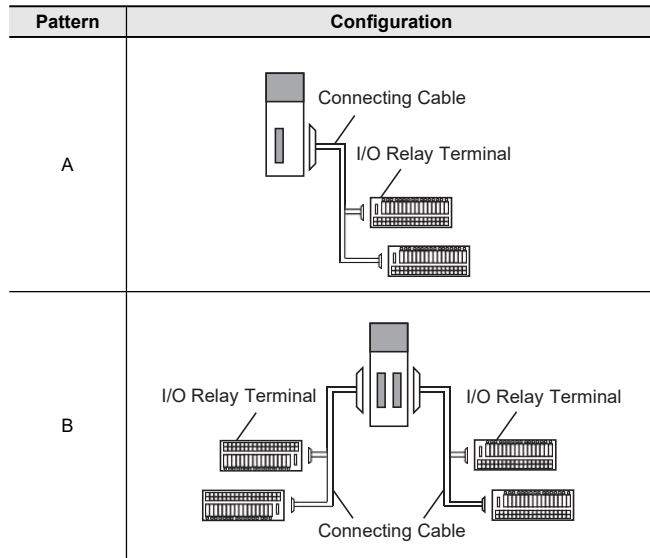 Pattern Configuration
A
Connecting Cable
I/O Relay Terminal
B
I/O Relay Terminal I/O Relay Terminal
Connecting Cable